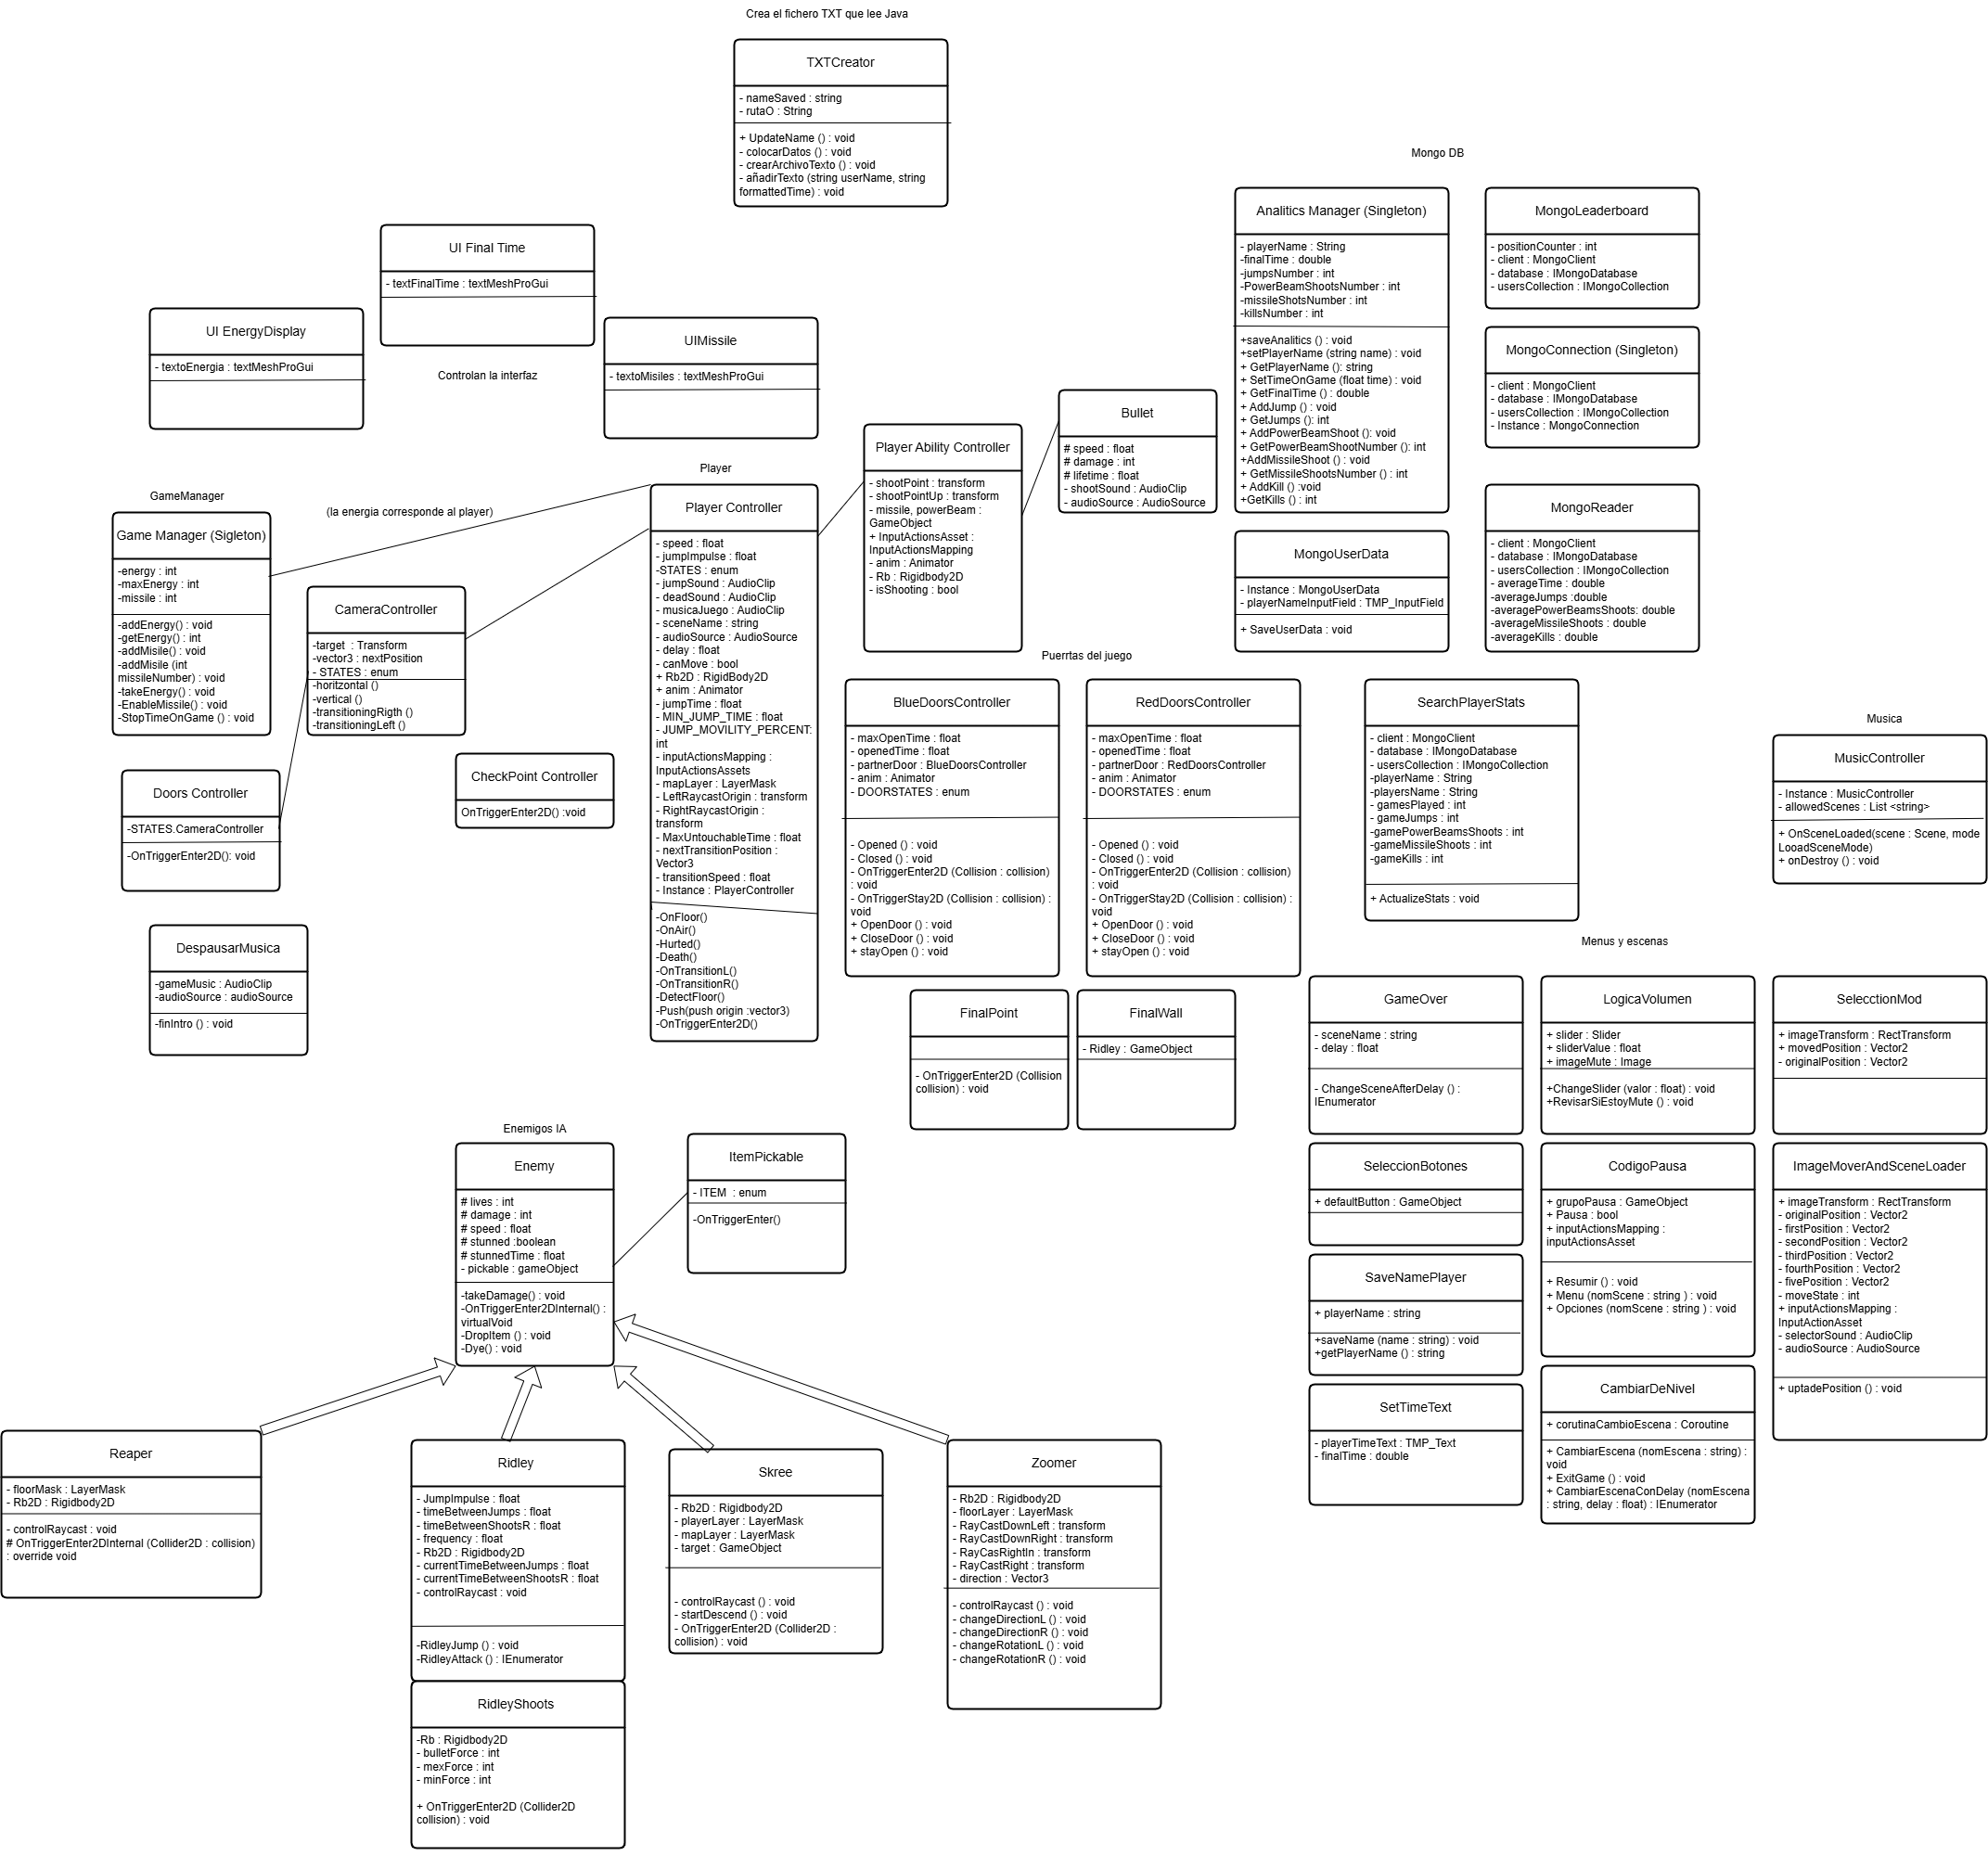 Crea el fichero TXT que lee Java
TXTCreator
- nameSaved : string
- rutaO : String
+ UpdateName () : void
- colocarDatos () : void
- crearArchivoTexto () : void
- añadirTexto (string userName, string
formattedTime) : void
UI Final Time
- textFinalTime : textMeshProGui
UI EnergyDisplay
- textoEnergia : textMeshProGui
Controlan la interfaz
UIMissile
- textoMisiles : textMeshProGui
Mongo DB
Analitics Manager (Singleton)
- playerName : String
-finalTime : double
-jumpsNumber : int
-PowerBeamShootsNumber : int
-missileShotsNumber : int
-killsNumber : int
+saveAnalitics () : void
+setPlayerName (string name) : void
+ GetPlayerName (): string
+ SetTimeOnGame (float time) : void
+ GetFinalTime () : double
+ AddJump () : void
+ GetJumps (): int
+ AddPowerBeamShoot (): void
+ GetPowerBeamShootNumber (): int
+AddMissileShoot () : void
+ GetMissileShootsNumber () : int
+ AddKill () :void
+GetKills () : int
MongoLeaderboard
- positionCounter : int
- client : MongoClient
- database : IMongoDatabase
- usersCollection : IMongoCollection
MongoConnection (Singleton)
- client : MongoClient
- database : IMongoDatabase
- usersCollection : IMongoCollection
- Instance : MongoConnection
MongoReader
- client : MongoClient
- database : IMongoDatabase
- usersCollection : IMongoCollection
- averageTime : double
-averageJumps :double
-averagePowerBeamsShoots: double
-averageMissileShoots : double
-averageKills : double
MongoUserData
- Instance : MongoUserData
- playerNameInputField : TMP_InputField
+ SaveUserData : void
Bullet
# speed : float
# damage : int
# lifetime : float
- shootSound : AudioClip
- audioSource : AudioSource
Player Ability Controller
- shootPoint : transform
- shootPointUp : transform
- missile, powerBeam :
GameObject
+ InputActionsAsset :
InputActionsMapping
- anim : Animator
- Rb : Rigidbody2D
- isShooting : bool
Player
Player Controller
- speed : float
- jumpImpulse : float
-STATES : enum
- jumpSound : AudioClip
- deadSound : AudioClip
- musicaJuego : AudioClip
- sceneName : string
- audioSource : AudioSource
- delay : float
- canMove : bool
+ Rb2D : RigidBody2D
+ anim : Animator
- jumpTime : float
- MIN_JUMP_TIME : float
- JUMP_MOVILITY_PERCENT:
int
- inputActionsMapping :
InputActionsAssets
- mapLayer : LayerMask
- LeftRaycastOrigin : transform
- RightRaycastOrigin :
transform
- MaxUntouchableTime : float
- nextTransitionPosition :
Vector3
- transitionSpeed : float
- Instance : PlayerController
-OnFloor()
-OnAir()
-Hurted()
-Death()
-OnTransitionL()
-OnTransitionR()
-DetectFloor()
-Push(push origin :vector3)
-OnTriggerEnter2D()
GameManager
(la energia corresponde al player)
Game Manager (Sigleton)
-energy : int
-maxEnergy : int
-missile : int
-addEnergy() : void
-getEnergy() : int
-addMisile() : void
-addMisile (int
missileNumber) : void
-takeEnergy() : void
-EnableMissile() : void
-StopTimeOnGame () : void
CameraController
-target  : Transform
-vector3 : nextPosition
- STATES : enum
-horitzontal ()
-vertical ()
-transitioningRigth ()
-transitioningLeft ()
Doors Controller
-STATES.CameraController
-OnTriggerEnter2D(): void
CheckPoint Controller
OnTriggerEnter2D() :void
DespausarMusica
-gameMusic : AudioClip
-audioSource : audioSource
-finIntro () : void
Puerrtas del juego
BlueDoorsController
- maxOpenTime : float
- openedTime : float
- partnerDoor : BlueDoorsController
- anim : Animator
- DOORSTATES : enum
- Opened () : void
- Closed () : void
- OnTriggerEnter2D (Collision : collision)
: void
- OnTriggerStay2D (Collision : collision) :
void
+ OpenDoor () : void
+ CloseDoor () : void
+ stayOpen () : void
RedDoorsController
- maxOpenTime : float
- openedTime : float
- partnerDoor : RedDoorsController
- anim : Animator
- DOORSTATES : enum
- Opened () : void
- Closed () : void
- OnTriggerEnter2D (Collision : collision)
: void
- OnTriggerStay2D (Collision : collision) :
void
+ OpenDoor () : void
+ CloseDoor () : void
+ stayOpen () : void
FinalPoint
- OnTriggerEnter2D (Collision
collision) : void
FinalWall
- Ridley : GameObject
SearchPlayerStats
- client : MongoClient
- database : IMongoDatabase
- usersCollection : IMongoCollection
-playerName : String
-playersName : String
- gamesPlayed : int
- gameJumps : int
-gamePowerBeamsShoots : int
-gameMissileShoots : int
-gameKills : int
+ ActualizeStats : void
Musica
MusicController
- Instance : MusicController
- allowedScenes : List <string>
+ OnSceneLoaded(scene : Scene, mode
LooadSceneMode)
+ onDestroy () : void
Menus y escenas
GameOver
- sceneName : string
- delay : float
- ChangeSceneAfterDelay () :
IEnumerator
LogicaVolumen
+ slider : Slider
+ sliderValue : float
+ imageMute : Image
+ChangeSlider (valor : float) : void
+RevisarSiEstoyMute () : void
SelecctionMod
+ imageTransform : RectTransform
+ movedPosition : Vector2
- originalPosition : Vector2
SeleccionBotones
+ defaultButton : GameObject
CodigoPausa
+ grupoPausa : GameObject
+ Pausa : bool
+ inputActionsMapping :
inputActionsAsset
+ Resumir () : void
+ Menu (nomScene : string ) : void
+ Opciones (nomScene : string ) : void
ImageMoverAndSceneLoader
+ imageTransform : RectTransform
- originalPosition : Vector2
- firstPosition : Vector2
- secondPosition : Vector2
- thirdPosition : Vector2
- fourthPosition : Vector2
- fivePosition : Vector2
- moveState : int
+ inputActionsMapping :
InputActionAsset
- selectorSound : AudioClip
- audioSource : AudioSource
+ uptadePosition () : void
SaveNamePlayer
+ playerName : string
+saveName (name : string) : void
+getPlayerName () : string
SetTimeText
- playerTimeText : TMP_Text
- finalTime : double
CambiarDeNivel
+ corutinaCambioEscena : Coroutine
+ CambiarEscena (nomEscena : string) :
void
+ ExitGame () : void
+ CambiarEscenaConDelay (nomEscena
: string, delay : float) : IEnumerator
Enemigos IA
Enemy
# lives : int
# damage : int
# speed : float
# stunned :boolean
# stunnedTime : float
- pickable : gameObject
-takeDamage() : void
-OnTriggerEnter2DInternal() :
virtualVoid
-DropItem () : void
-Dye() : void
ItemPickable
- ITEM  : enum
-OnTriggerEnter()
Reaper
- floorMask : LayerMask
- Rb2D : Rigidbody2D
- controlRaycast : void
# OnTriggerEnter2DInternal (Collider2D : collision)
: override void
Ridley
- JumpImpulse : float
- timeBetweenJumps : float
- timeBetweenShootsR : float
- frequency : float
- Rb2D : Rigidbody2D
- currentTimeBetweenJumps : float
- currentTimeBetweenShootsR : float
- controlRaycast : void
-RidleyJump () : void
-RidleyAttack () : IEnumerator
RidleyShoots
-Rb : Rigidbody2D
- bulletForce : int
- mexForce : int
- minForce : int
+ OnTriggerEnter2D (Collider2D
collision) : void
Skree
- Rb2D : Rigidbody2D
- playerLayer : LayerMask
- mapLayer : LayerMask
- target : GameObject
- controlRaycast () : void
- startDescend () : void
- OnTriggerEnter2D (Collider2D :
collision) : void
Zoomer
- Rb2D : Rigidbody2D
- floorLayer : LayerMask
- RayCastDownLeft : transform
- RayCastDownRight : transform
- RayCasRightIn : transform
- RayCastRight : transform
- direction : Vector3
- controlRaycast () : void
- changeDirectionL () : void
- changeDirectionR () : void
- changeRotationL () : void
- changeRotationR () : void